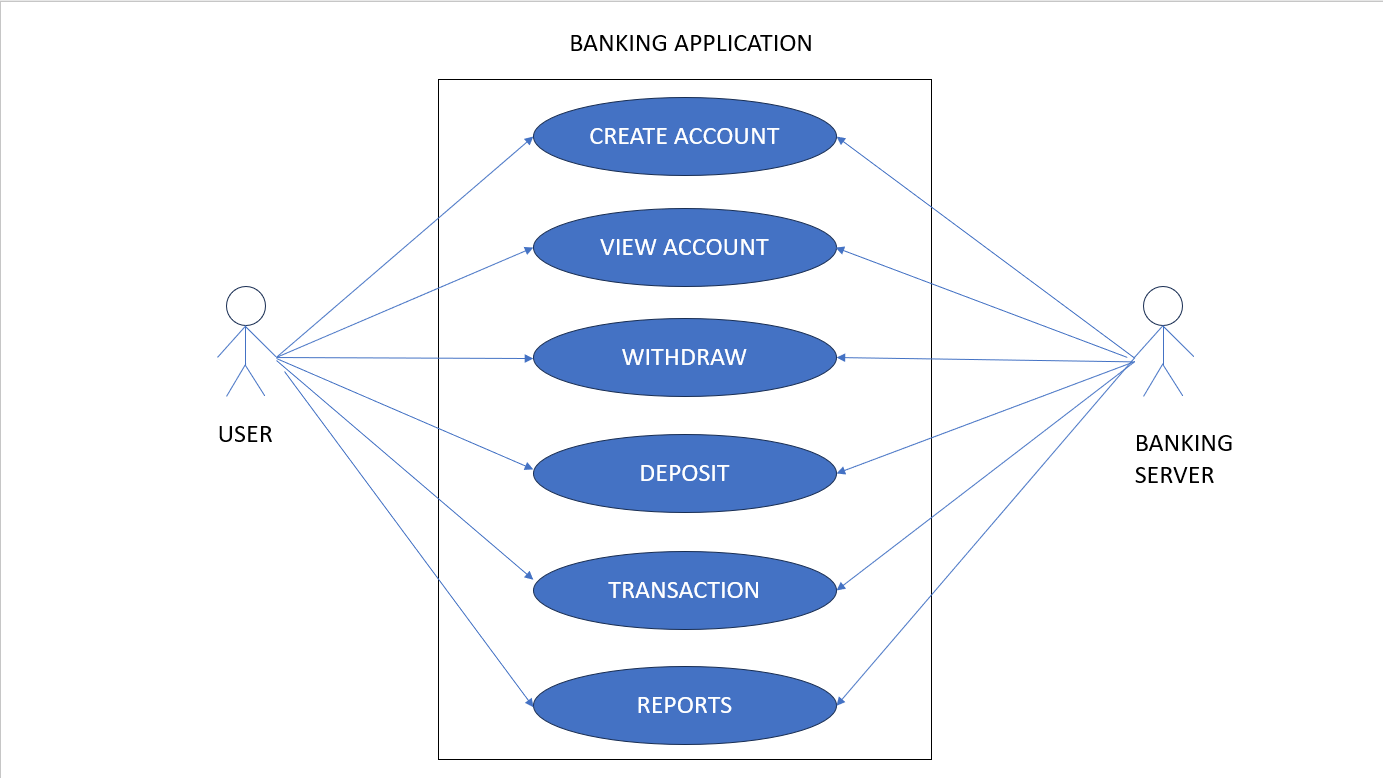 BANKING APPLICATION
CREATE ACCOUNT
VIEW ACCOUNT
WITHDRAW
DEPOSIT
TRANSACTION
REPORTS
USER
BANKING
SERVER